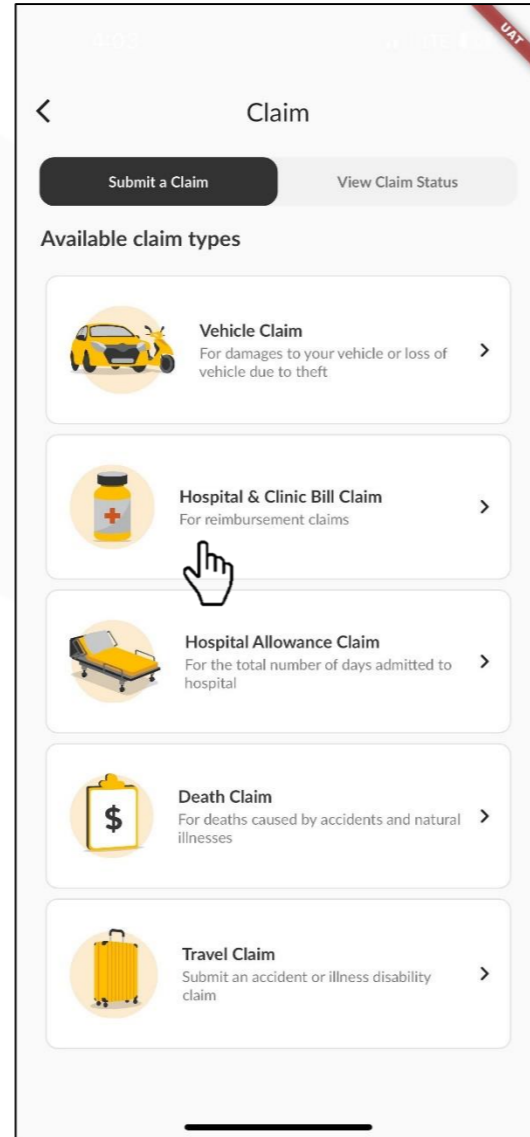 UAT
Claim
Submit a Claim
View Claim Status
Available claim types
Vehicle Claim
For damages to your vehicle or loss of
vehicle due to theft
Hospital & Clinic Bill Claim
For reimbursement claims
Hospital Allowance Claim
For the total number of days admitted to
hospital
$
Death Claim
For deaths caused by accidents and natural
illnesses
Travel Claim
Submit an accident or illness disability
claim